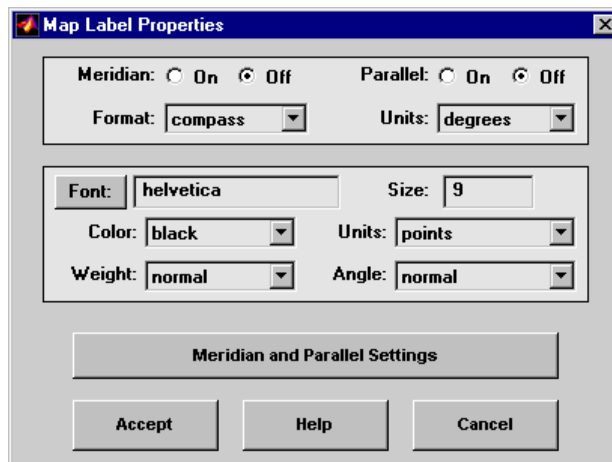 Map Label Properties
Meridian: On Off Parallel: On Off
Format: compass Units: degrees
Font: helvetica Size: 9
Color: black Units: points
Weight: normal Angle: normal
Meridian and Parallel Settings
Accept Help Cancel